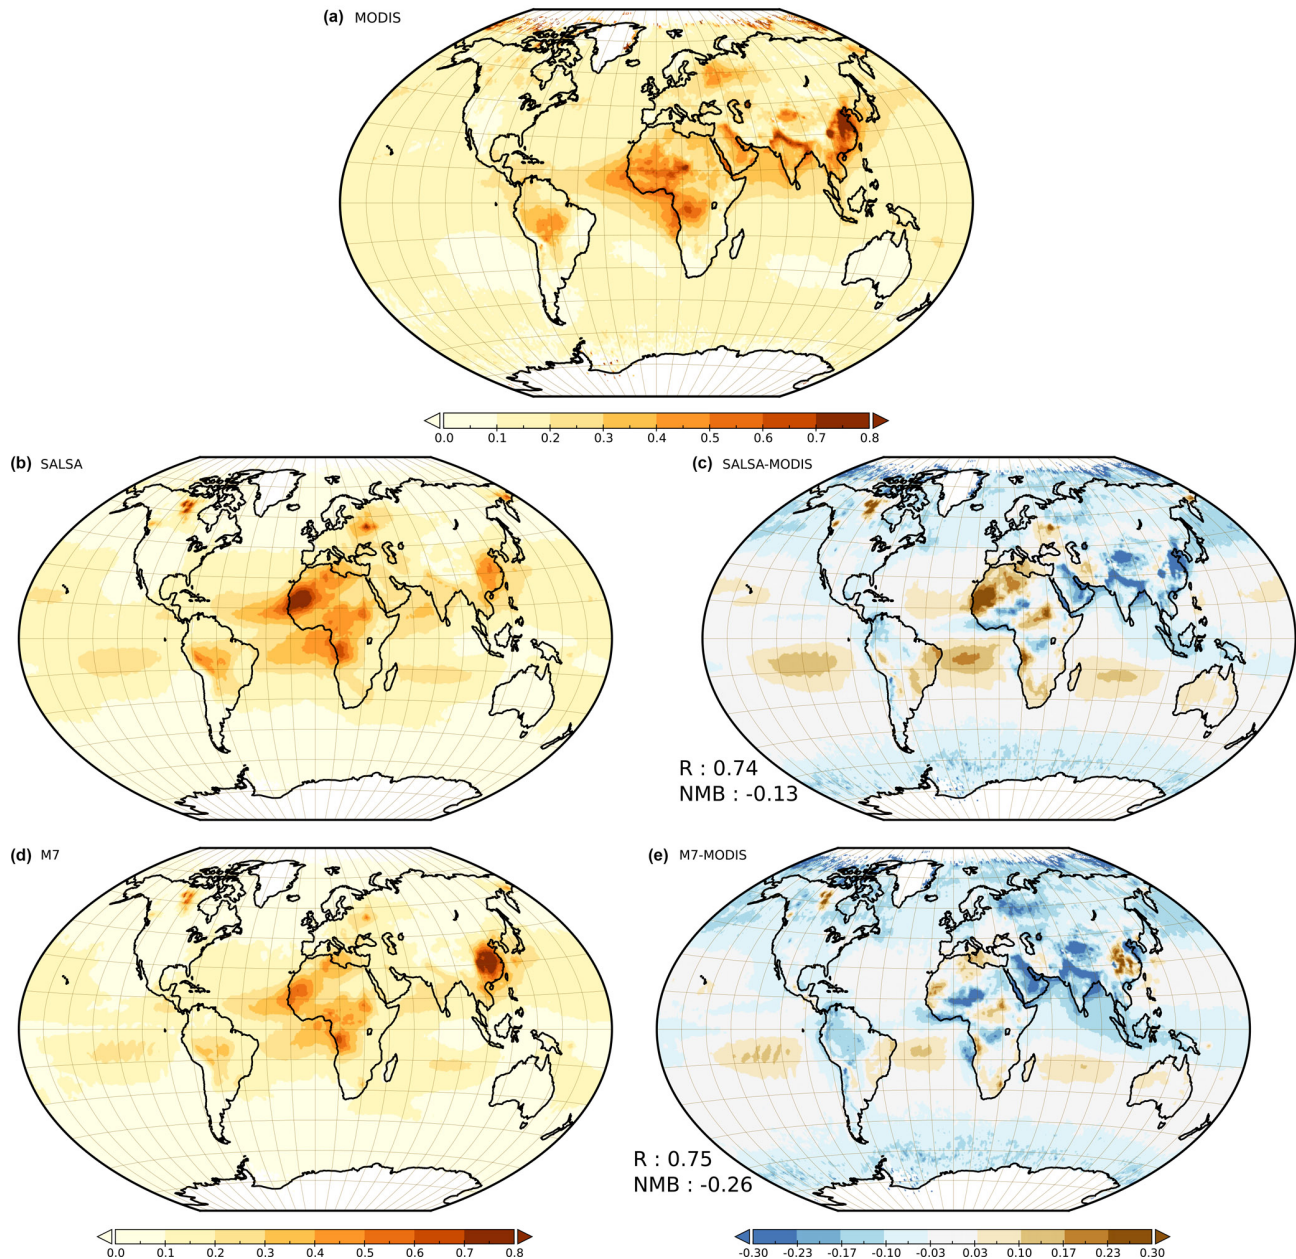 (a) MODIS
0.0 0.1 0.2 0.3 0.4 0.5 0.6 0.7 0.8
(b) SALSA
(c) SALSA-MODIS
R : 0.74
NMB : -0.13
(d) M7
(e) M7-MODIS
R : 0.75
NMB : -0.26
0.0 0.1 0.2 0.3 0.4 0.5 0.6 0.7 0.8
-0.30 -0.23 -0.17 -0.10 -0.03 0.03 0.10 0.17 0.23 0.30